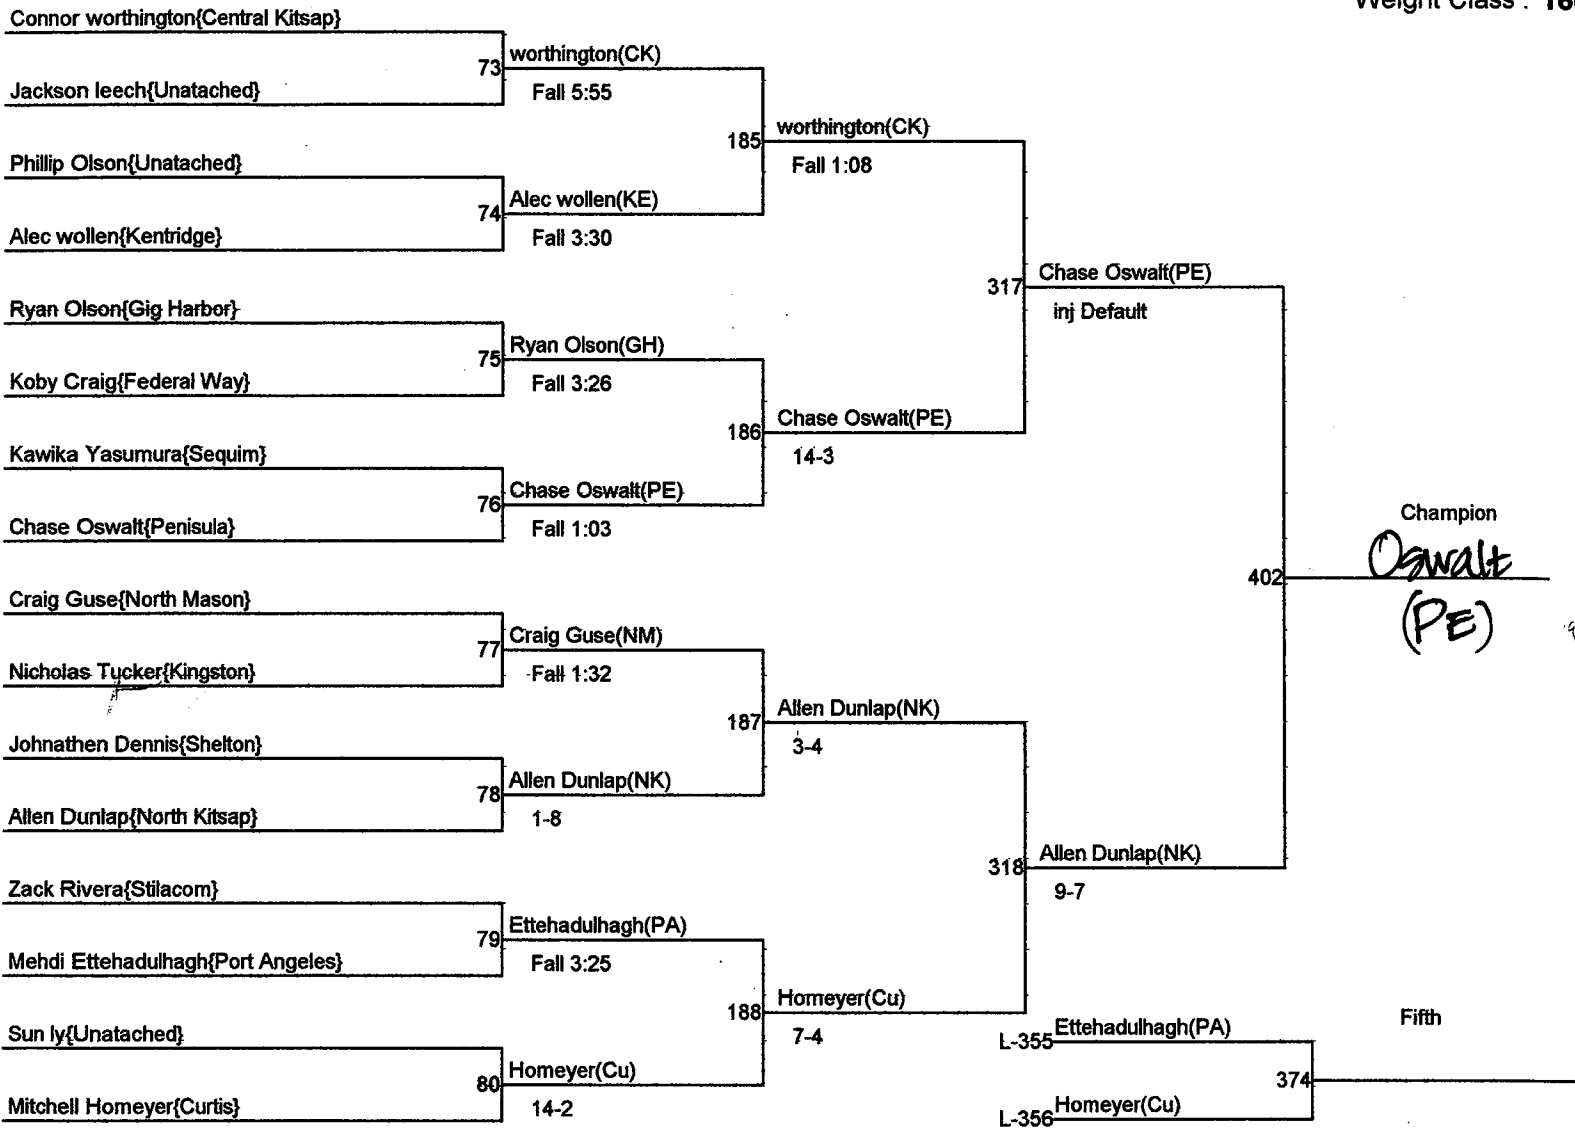 Weight Class :
Connor worthington{Central Kitsap}
73 worthington(CK)
Jackson leech{Unatached}
Fall 5:55
185 worthington(CK)
Fall 1:08
Phillip Olson{Unatached}
74 Alec wollen(KE)
Alec wollen{Kentridge}
Fall 3:30
317 Chase Oswalt(PE)
inj Default
Ryan Olson{Gig Harbor}
75 Ryan Olson(GH)
Koby Craig{Federal Way}
Fall 3:26
186 Chase Oswalt(PE)
14-3
Kawika Yasumura{Sequim}
76 Chase Oswalt(PE)
Chase Oswalt{Penisula}
Fall 1:03
Champion
402 Oswalt
(PE)
Craig Guse{North Mason}
77 Craig Guse(NM)
Nicholas Tucker{Kingston}
Fall 1:32
187 Allen Dunlap(NK)
3-4
Johnathen Dennis{Shelton}
78 Allen Dunlap(NK)
Allen Dunlap{North Kitsap}
1-8
318 Allen Dunlap(NK)
9-7
Zack Rivera{Stilacom}
79 Ettehadulhagh(PA)
Mehdi Ettehadulhagh{Port Angeles}
Fall 3:25
188 Homeyer(Cu)
7-4
Sun ly{Unatached}
80 Homeyer(Cu)
Mitchell Homeyer{Curtis}
14-2
Fifth
L-355 Ettehadulhagh(PA)
374
L-356 Homeyer(Cu)